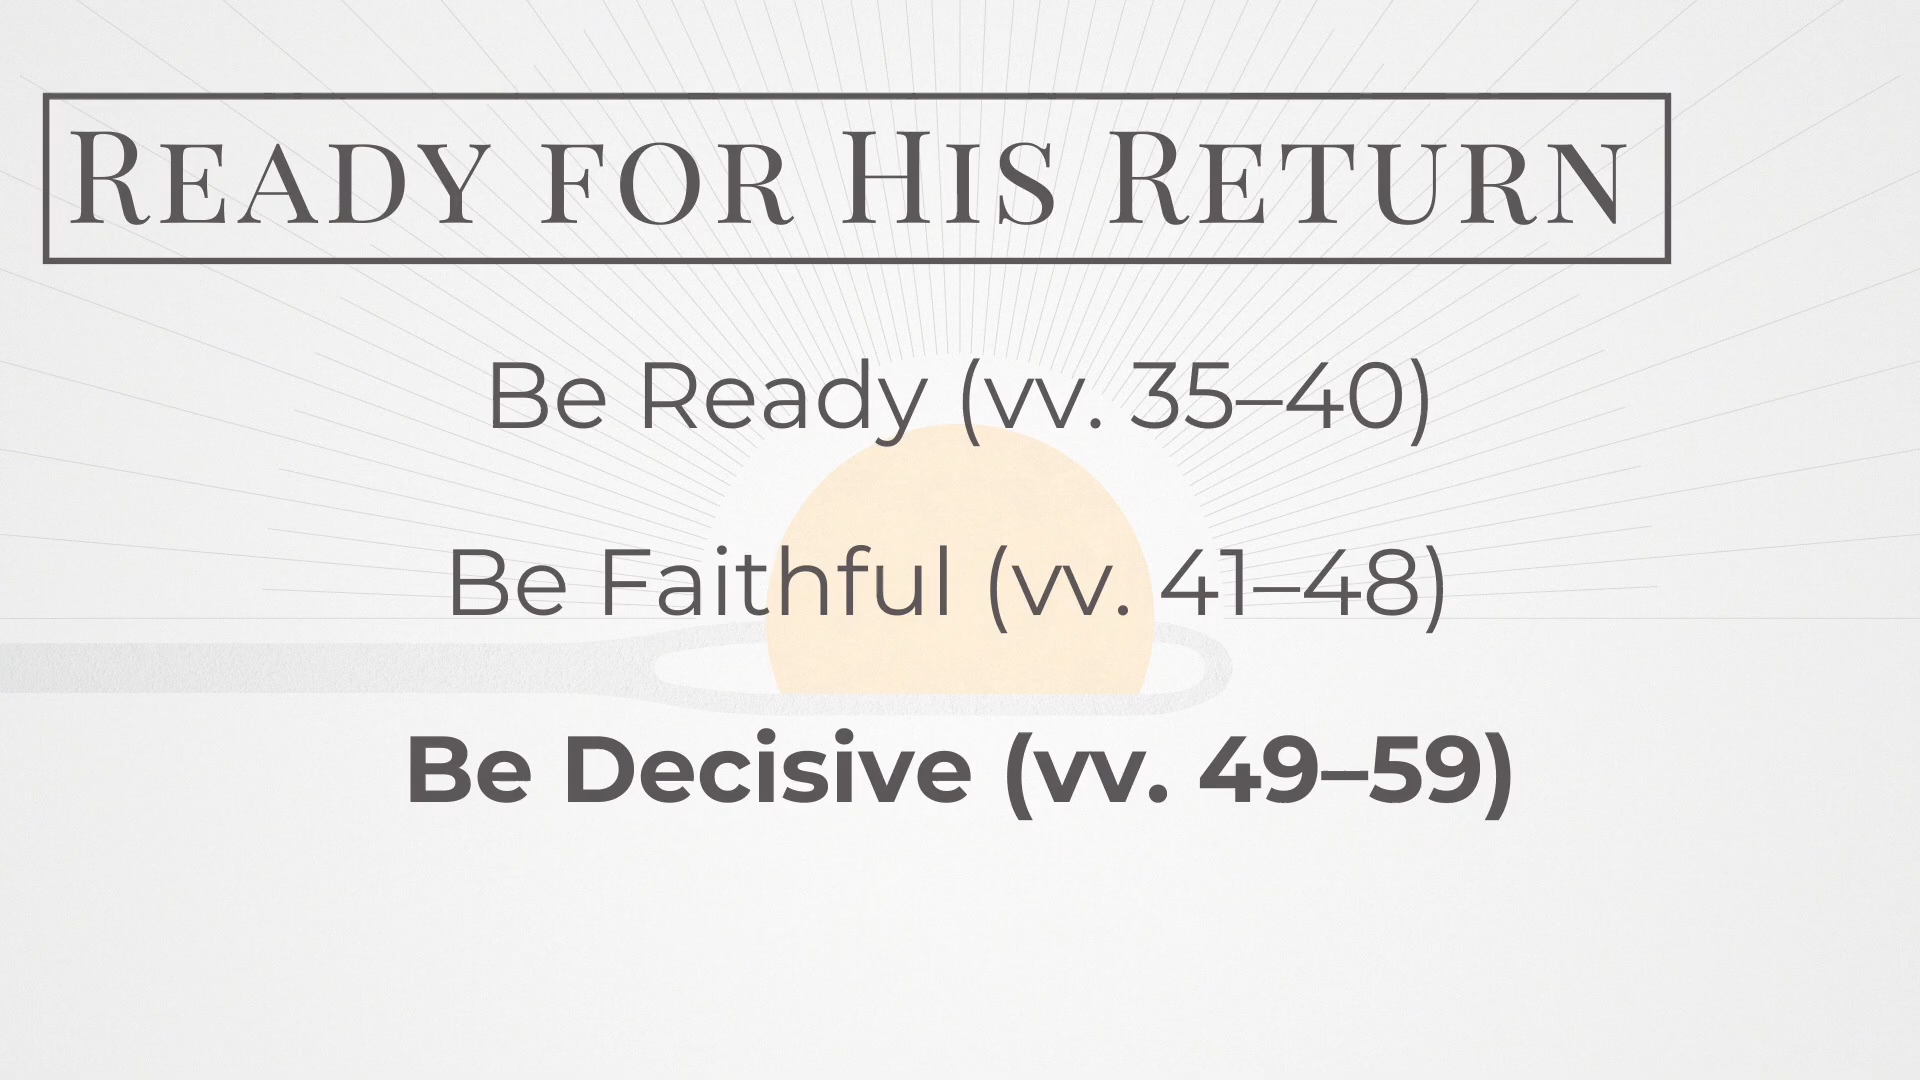 Ready for His Return
Be Ready (vv. 35–40)
Be Faithful (vv. 41–48)
Be Decisive (vv. 49–59)